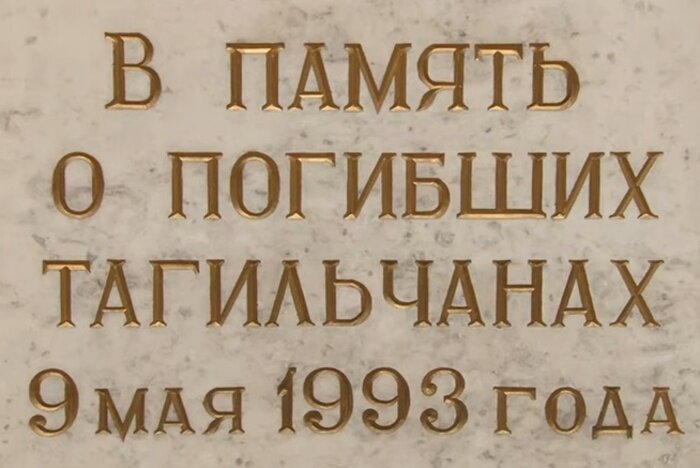 В ПАМЯТЬ
О ПОГИБШИХ
ТАГИЛЬЧАНАХ
9 МАЯ 1993 ГОДА